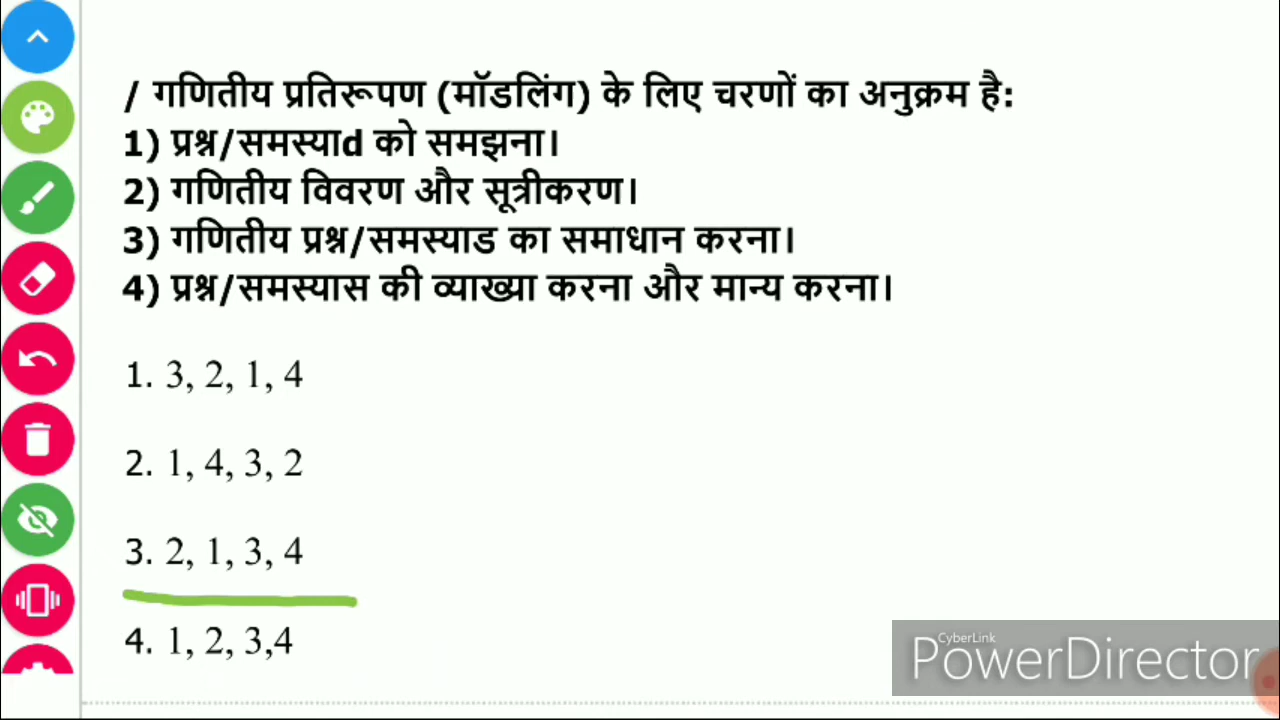 / गणितीय प्रतिरूपण (मॉडलिंग) के लिए चरणों का अनुक्रम है:
1) प्रश्न/समस्याd को समझना।
2) गणितीय विवरण और सूत्रीकरण।
3) गणितीय प्रश्न/समस्याड का समाधान करना।
4) प्रश्न/समस्यास की व्याख्या करना और मान्य करना।
1. 3, 2, 1, 4
2. 1, 4, 3, 2
3. 2, 1, 3, 4
4. 1, 2, 3,4
CyberLink
PowerDirector